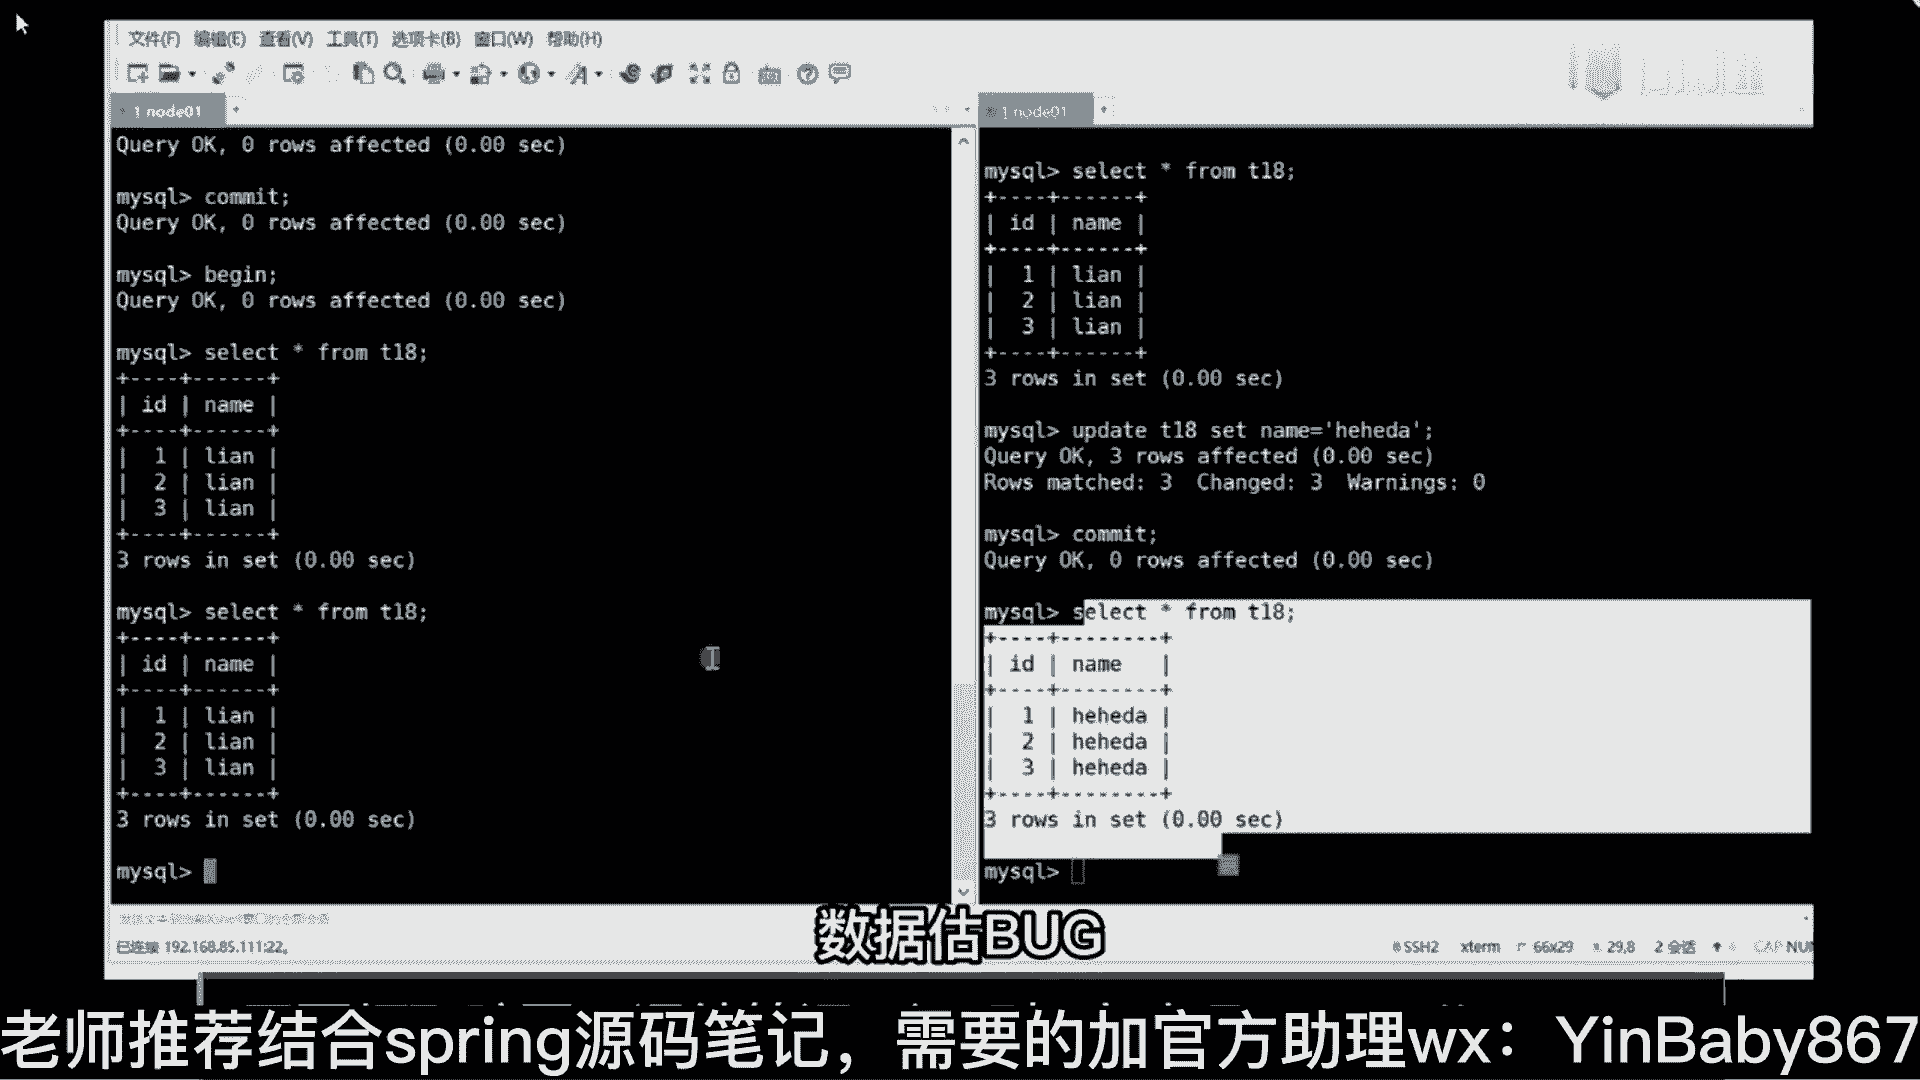 文件(F) 编辑(E) 查看(V) 工具(T) 选项卡(B) 窗口(W) 帮助(H)
1 node01
Query OK, 0 rows affected (0.00 sec)
mysql> commit;
Query OK, 0 rows affected (0.00 sec)
mysql> begin;
Query OK, 0 rows affected (0.00 sec)
mysql> select * from t18;
+----+------+
| id | name |
+----+------+
|  1 | lian |
|  2 | lian |
|  3 | lian |
+----+------+
3 rows in set (0.00 sec)
mysql> select * from t18;
+----+------+
| id | name |
+----+------+
|  1 | lian |
|  2 | lian |
|  3 | lian |
+----+------+
3 rows in set (0.00 sec)
mysql>
1 node01
mysql> select * from t18;
+----+------+
| id | name |
+----+------+
|  1 | lian |
|  2 | lian |
|  3 | lian |
+----+------+
3 rows in set (0.00 sec)
mysql> update t18 set name='heheda';
Query OK, 3 rows affected (0.00 sec)
Rows matched: 3  Changed: 3  Warnings: 0
mysql> commit;
Query OK, 0 rows affected (0.00 sec)
mysql> select * from t18;
+----+--------+
| id | name   |
+----+--------+
|  1 | heheda |
|  2 | heheda |
|  3 | heheda |
+----+--------+
3 rows in set (0.00 sec)
mysql>
已连接 192.168.85.111:22。
SSH2 xterm 66x29 29,8 2 会话 CAP NUM
数据估BUG
老师推荐结合spring源码笔记，需要的加官方助理wx：YinBaby867